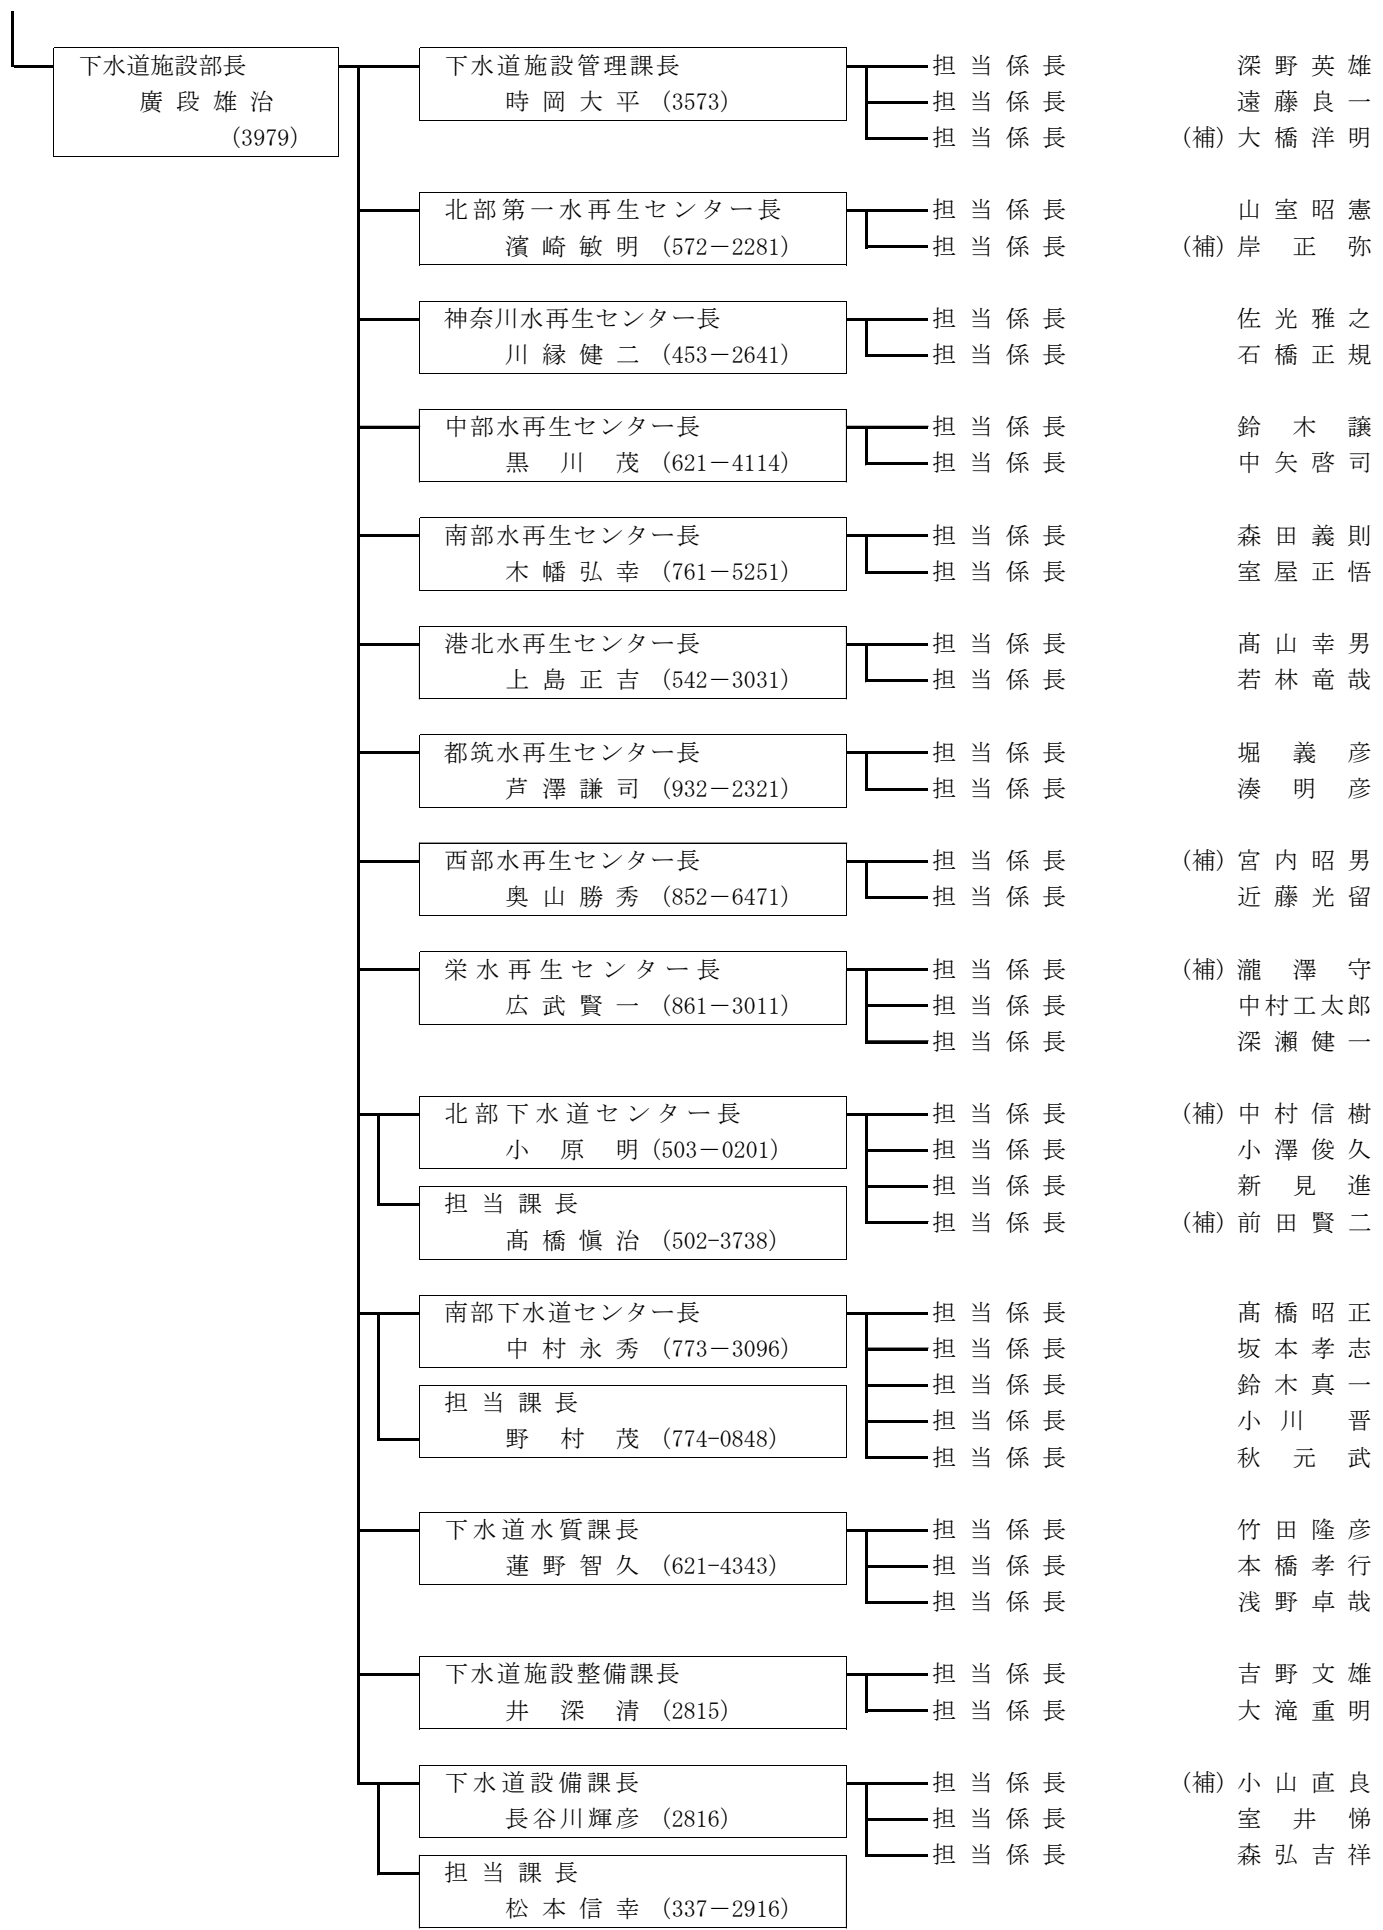 下水道施設部長 下水道施設管理課長 担当係長 深野英雄
廣段雄治 時岡大平 (3573) 担当係長 遠藤良一
(3979) 担当係長 (補) 大橋洋明
北部第一水再生センター長 担当係長 山室昭憲
濱崎敏明 (572－2281) 担当係長 (補) 岸正弥
神奈川水再生センター長 担当係長 佐光雅之
川縁健二 (453－2641) 担当係長 石橋正規
中部水再生センター長 担当係長 鈴木譲
黒川茂 (621－4114) 担当係長 中矢啓司
南部水再生センター長 担当係長 森田義則
木幡弘幸 (761－5251) 担当係長 室屋正悟
港北水再生センター長 担当係長 髙山幸男
上島正吉 (542－3031) 担当係長 若林竜哉
都筑水再生センター長 担当係長 堀義彦
芦澤謙司 (932－2321) 担当係長 湊明彦
西部水再生センター長 担当係長 (補) 宮内昭男
奥山勝秀 (852－6471) 担当係長 近藤光留
栄水再生センター長 担当係長 (補) 瀧澤守
広武賢一 (861－3011) 担当係長 中村工太郎
担当係長 深瀬健一
北部下水道センター長 担当係長 (補) 中村信樹
小原明 (503－0201) 担当係長 小澤俊久
担当課長 担当係長 新見進
髙橋愼治 (502-3738) 担当係長 (補) 前田賢二
南部下水道センター長 担当係長 髙橋昭正
中村永秀 (773－3096) 担当係長 坂本孝志
担当課長 担当係長 鈴木真一
担当係長 小川晋
野村茂 (774-0848) 担当係長 秋元武
下水道水質課長 担当係長 竹田隆彦
蓮野智久 (621-4343) 担当係長 本橋孝行
担当係長 浅野卓哉
下水道施設整備課長 担当係長 吉野文雄
井深清 (2815) 担当係長 大滝重明
下水道設備課長 担当係長 (補) 小山直良
長谷川輝彦 (2816) 担当係長 室井悌
担当課長 担当係長 森弘吉祥
松本信幸 (337－2916)